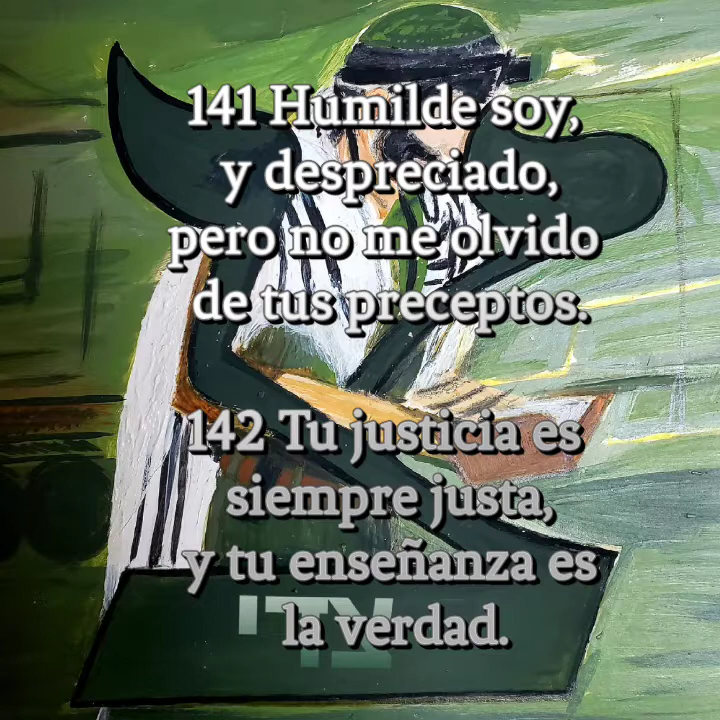 141 Humilde soy,
y despreciado,
pero no me olvido
de tus preceptos.
142 Tu justicia es
siempre justa,
y tu enseñanza es
la verdad.